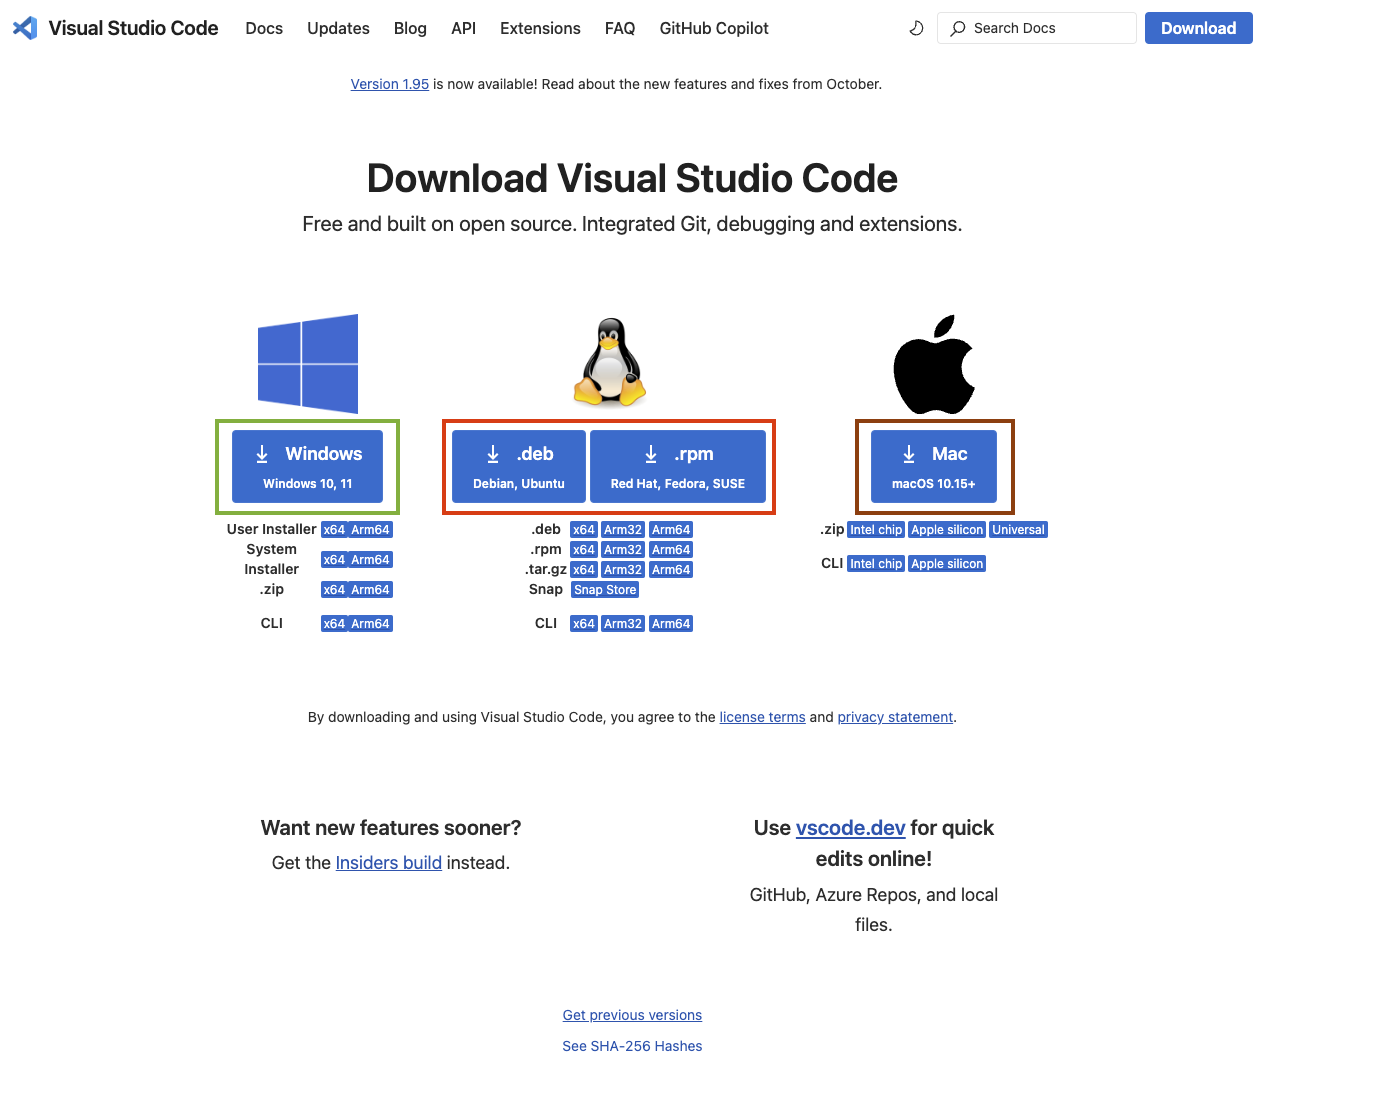 Visual Studio Code Docs Updates Blog API Extensions FAQ GitHub Copilot Search Docs Download
Version 1.95 is now available! Read about the new features and fixes from October.
Download Visual Studio Code
Free and built on open source. Integrated Git, debugging and extensions.
Windows
Windows 10, 11
User Installer x64 Arm64
System Installer x64 Arm64
.zip x64 Arm64
CLI x64 Arm64
.deb
Debian, Ubuntu
.rpm
Red Hat, Fedora, SUSE
.deb x64 Arm32 Arm64
.rpm x64 Arm32 Arm64
.tar.gz x64 Arm32 Arm64
Snap Snap Store
CLI x64 Arm32 Arm64
Mac
macOS 10.15+
.zip Intel chip Apple silicon Universal
CLI Intel chip Apple silicon
By downloading and using Visual Studio Code, you agree to the license terms and privacy statement.
Want new features sooner?
Get the Insiders build instead.
Use vscode.dev for quick
edits online!
GitHub, Azure Repos, and local
files.
Get previous versions
See SHA-256 Hashes